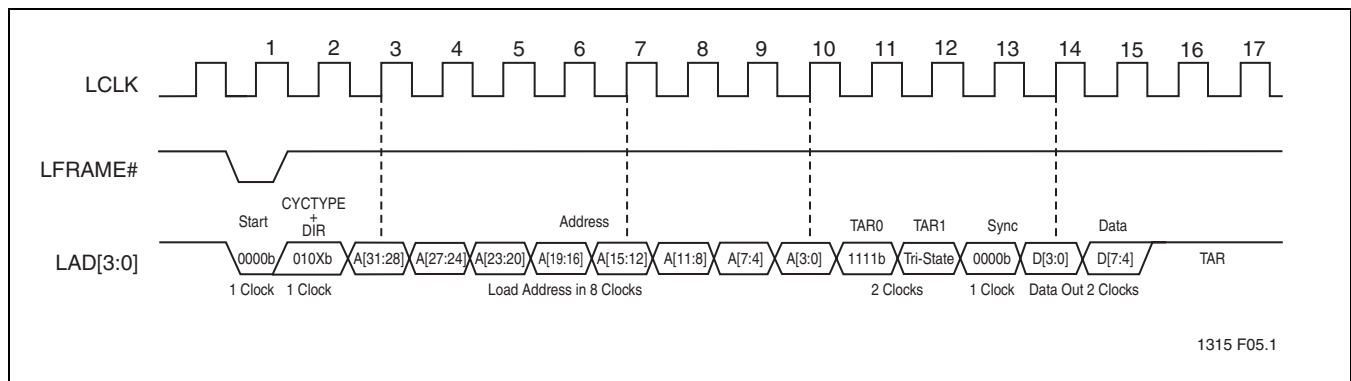 1 2 3 4 5 6 7 8 9 10 11 12 13 14 15 16 17
LCLK
LFRAME#
CYCTYPE
+
DIR
Start Address TAR0 TAR1 Sync Data
LAD[3:0] 0000b 010Xb A[31:28] A[27:24] A[23:20] A[19:16] A[15:12] A[11:8] A[7:4] A[3:0] 1111b Tri-State 0000b D[3:0] D[7:4] TAR
1 Clock 1 Clock Load Address in 8 Clocks 2 Clocks 1 Clock Data Out 2 Clocks
1315 F05.1